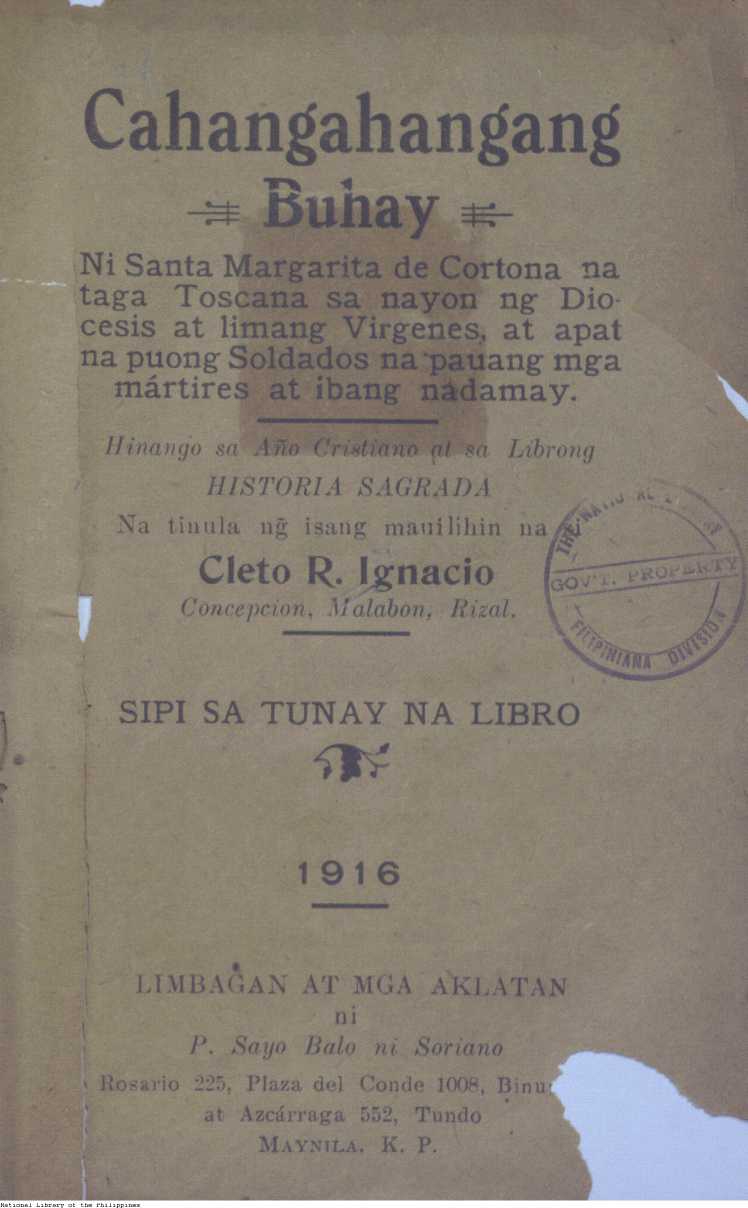 Cahangahangang
Buhay
Ni Santa Margarita de Cortona na
taga Toscana sa nayon ng Dio-
cesis at limang Virgenes, at apat
na puong Soldados na pauang mga
mártires at ibang nadamay.
Hinango sa Año Cristiano at sa Librong
HISTORIA SAGRADA
Na tinula ng̃ isang mauilihin na
Cleto R. Ignacio
Concepcion, Malabon, Rizal.
THE NATIONAL LIBRARY
GOV'T. PROPERTY
FILIPINIANA DIVISION
SIPI SA TUNAY NA LIBRO
1916
LIMBAGAN AT MGA AKLATAN
ni
P. Sayo Balo ni Soriano
Rosario 225, Plaza del Conde 1008,
at Azcárraga 552, Tundo
MAYNILA, K. P.
National Library of the Philippines